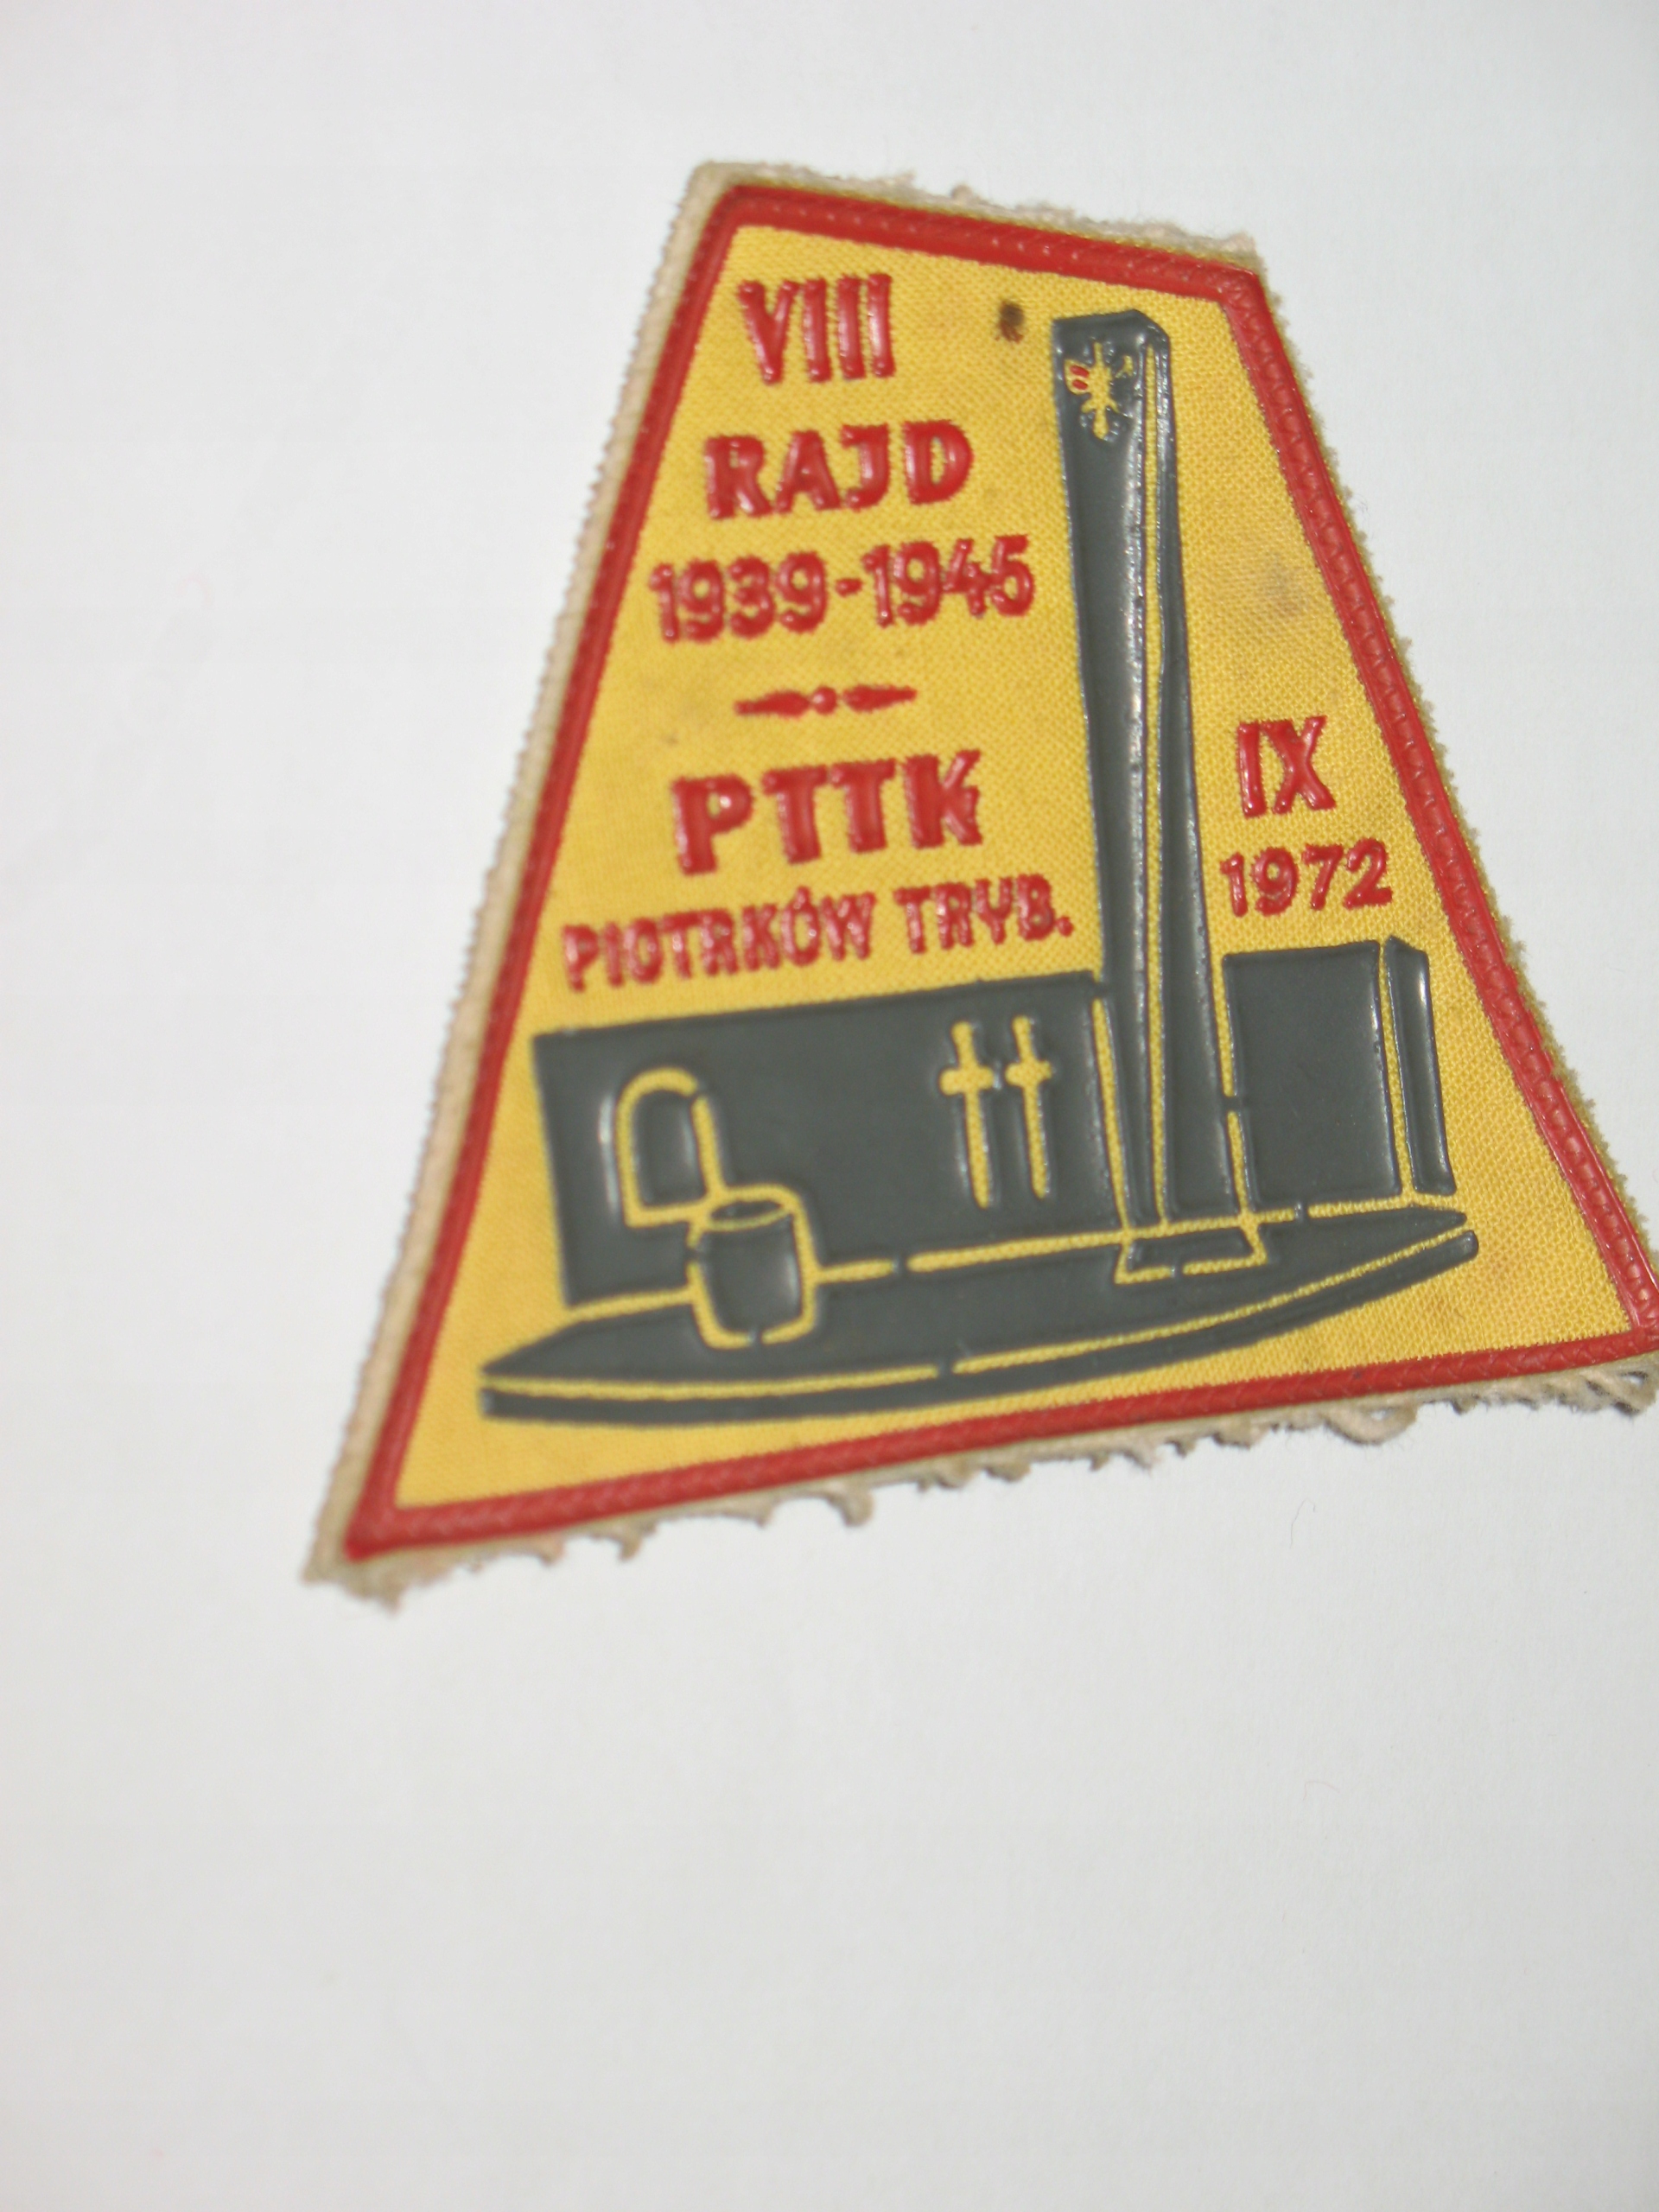 VIII
RAJD
1939-1945
PTTK
PIOTRKÓW TRYB.
IX
1972